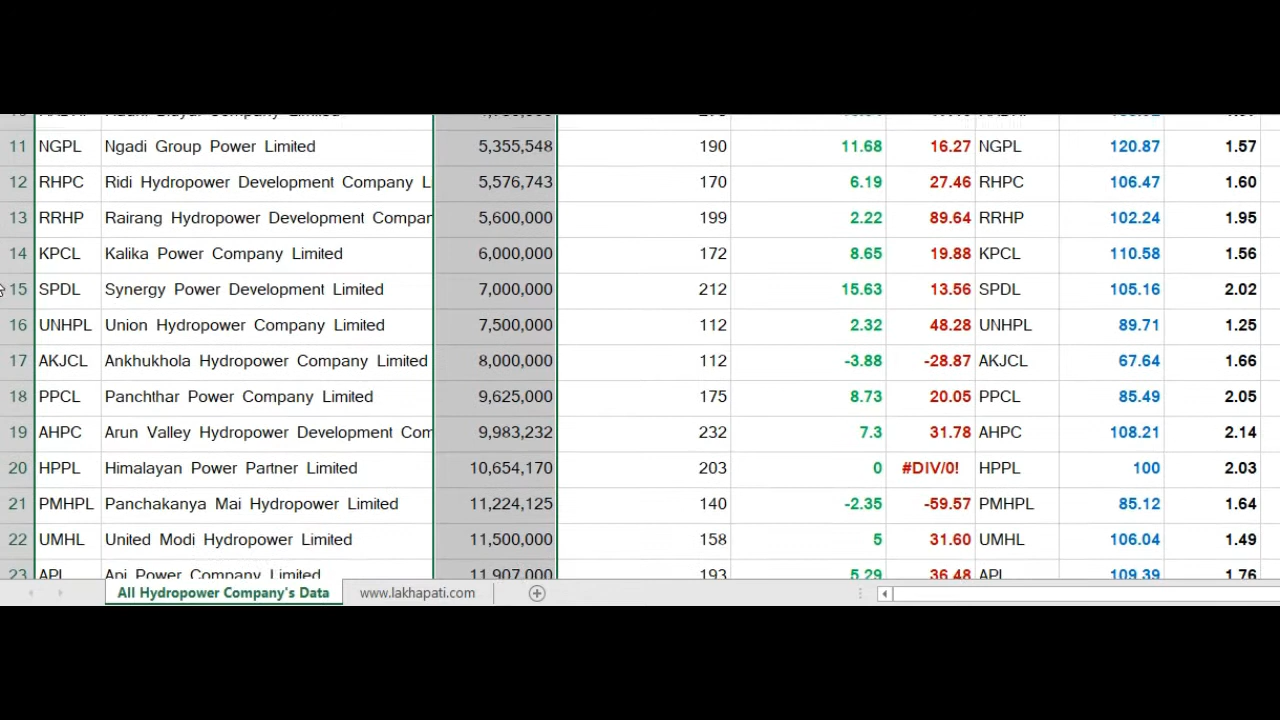 11 NGPL Ngadi Group Power Limited 5,355,548 190 11.68 16.27 NGPL 120.87 1.57
12 RHPC Ridi Hydropower Development Company L 5,576,743 170 6.19 27.46 RHPC 106.47 1.60
13 RRHP Rairang Hydropower Development Compan 5,600,000 199 2.22 89.64 RRHP 102.24 1.95
14 KPCL Kalika Power Company Limited 6,000,000 172 8.65 19.88 KPCL 110.58 1.56
15 SPDL Synergy Power Development Limited 7,000,000 212 15.63 13.56 SPDL 105.16 2.02
16 UNHPL Union Hydropower Company Limited 7,500,000 112 2.32 48.28 UNHPL 89.71 1.25
17 AKJCL Ankhukhola Hydropower Company Limited 8,000,000 112 -3.88 -28.87 AKJCL 67.64 1.66
18 PPCL Panchthar Power Company Limited 9,625,000 175 8.73 20.05 PPCL 85.49 2.05
19 AHPC Arun Valley Hydropower Development Com 9,983,232 232 7.3 31.78 AHPC 108.21 2.14
20 HPPL Himalayan Power Partner Limited 10,654,170 203 0 #DIV/0! HPPL 100 2.03
21 PMHPL Panchakanya Mai Hydropower Limited 11,224,125 140 -2.35 -59.57 PMHPL 85.12 1.64
22 UMHL United Modi Hydropower Limited 11,500,000 158 5 31.60 UMHL 106.04 1.49
23 API Api Power Company Limited 11,907,000 193 5.29 36.48 API 109.39 1.76
All Hydropower Company's Data www.lakhapati.com